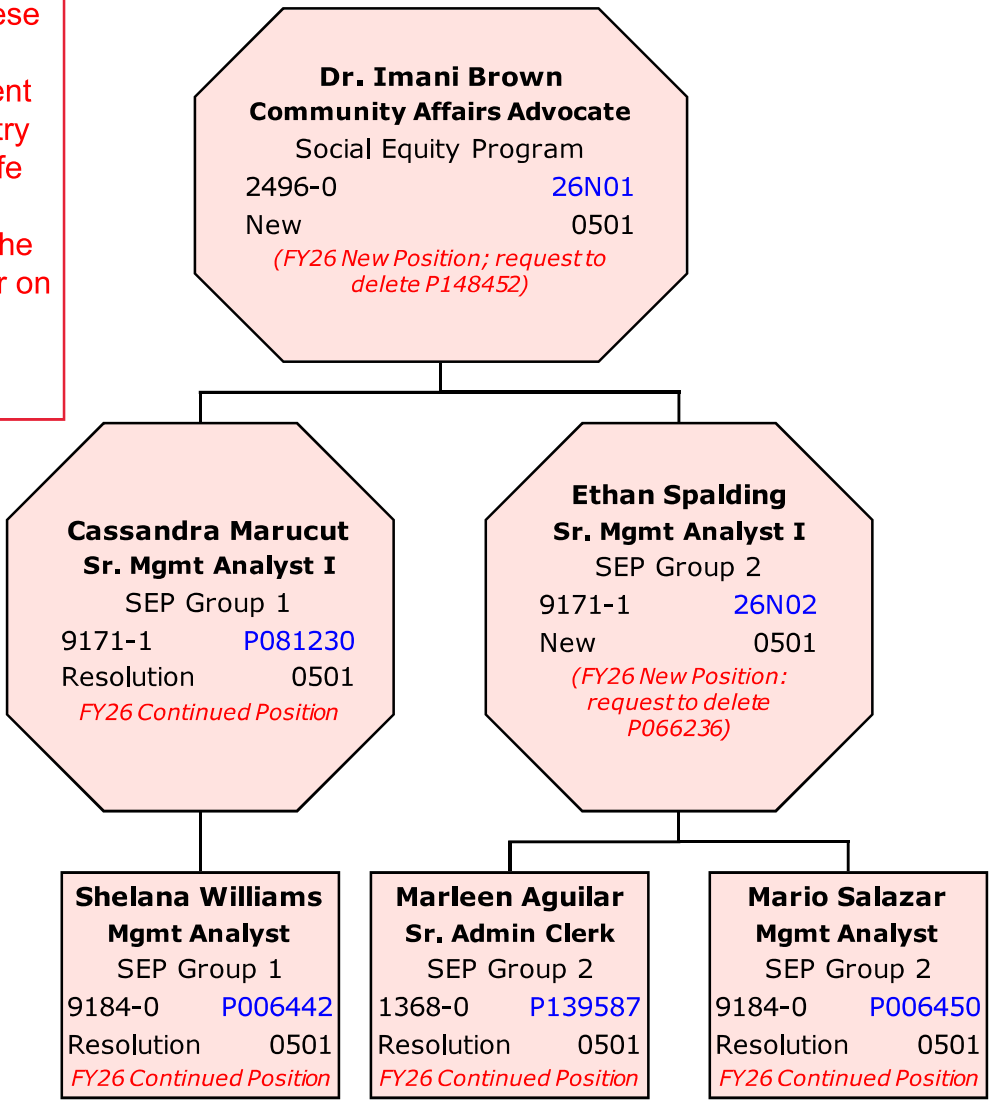 ese
ent
try
fe
he
r on
Dr. Imani Brown
Community Affairs Advocate
Social Equity Program
2496-0 26N01
New 0501
(FY26 New Position; request to
delete P148452)
Cassandra Marucut
Sr. Mgmt Analyst I
SEP Group 1
9171-1 P081230
Resolution 0501
FY26 Continued Position
Ethan Spalding
Sr. Mgmt Analyst I
SEP Group 2
9171-1 26N02
New 0501
(FY26 New Position:
request to delete
P066236)
Shelana Williams
Mgmt Analyst
SEP Group 1
9184-0 P006442
Resolution 0501
FY26 Continued Position
Marleen Aguilar
Sr. Admin Clerk
SEP Group 2
1368-0 P139587
Resolution 0501
FY26 Continued Position
Mario Salazar
Mgmt Analyst
SEP Group 2
9184-0 P006450
Resolution 0501
FY26 Continued Position